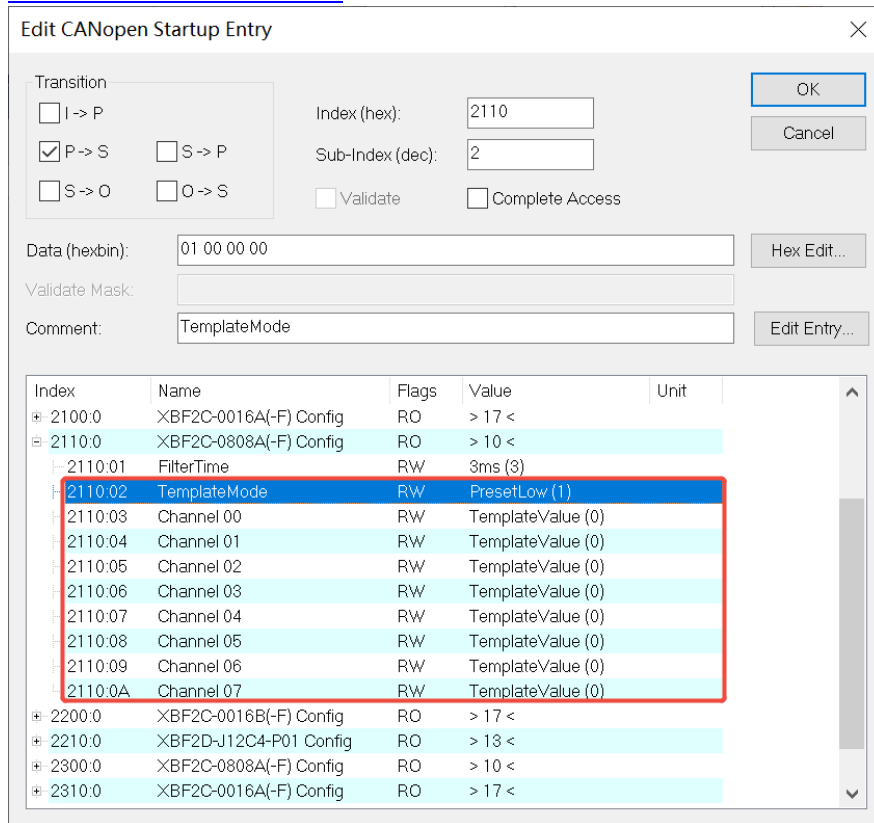 Edit CANopen Startup Entry
Transition
I -> P
P -> S S -> P
S -> O O -> S
Index (hex): 2110
Sub-Index (dec): 2
Validate Complete Access
OK
Cancel
Data (hexbin): 01 00 00 00 Hex Edit...
Validate Mask:
Comment: TemplateMode Edit Entry...
Index Name Flags Value Unit
2100:0 XBF2C-0016A(-F) Config RO > 17 <
2110:0 XBF2C-0808A(-F) Config RO > 10 <
2110:01 FilterTime RW 3ms (3)
2110:02 TemplateMode RW PresetLow (1)
2110:03 Channel 00 RW TemplateValue (0)
2110:04 Channel 01 RW TemplateValue (0)
2110:05 Channel 02 RW TemplateValue (0)
2110:06 Channel 03 RW TemplateValue (0)
2110:07 Channel 04 RW TemplateValue (0)
2110:08 Channel 05 RW TemplateValue (0)
2110:09 Channel 06 RW TemplateValue (0)
2110:0A Channel 07 RW TemplateValue (0)
2200:0 XBF2C-0016B(-F) Config RO > 17 <
2210:0 XBF2D-J12C4-P01 Config RO > 13 <
2300:0 XBF2C-0808A(-F) Config RO > 10 <
2310:0 XBF2C-0016A(-F) Config RO > 17 <